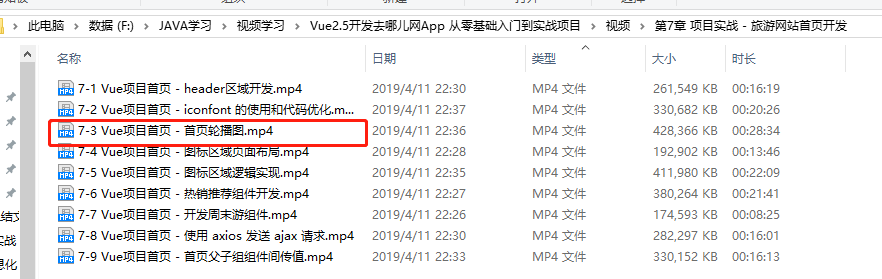 此电脑 > 数据 (F:) > JAVA学习 > 视频学习 > Vue2.5开发去哪儿网App 从零基础入门到实战项目 > 视频 > 第7章 项目实战 - 旅游网站首页开发
名称 日期 类型 大小 时长
7-1 Vue项目首页 - header区域开发.mp4 2019/4/11 22:30 MP4 文件 261,549 KB 00:16:19
7-2 Vue项目首页 - iconfont 的使用和代码优化.m... 2019/4/11 22:30 MP4 文件 330,682 KB 00:20:26
7-3 Vue项目首页 - 首页轮播图.mp4 2019/4/11 22:36 MP4 文件 428,366 KB 00:28:34
7-4 Vue项目首页 - 图标区域页面布局.mp4 2019/4/11 22:28 MP4 文件 192,902 KB 00:13:46
7-5 Vue项目首页 - 图标区域逻辑实现.mp4 2019/4/11 22:35 MP4 文件 411,980 KB 00:22:09
7-6 Vue项目首页 - 热销推荐组件开发.mp4 2019/4/11 22:27 MP4 文件 380,264 KB 00:21:41
7-7 Vue项目首页 - 开发周末游组件.mp4 2019/4/11 22:26 MP4 文件 174,593 KB 00:08:25
结文
7-8 Vue项目首页 - 使用 axios 发送 ajax 请求.mp4 2019/4/11 22:30 MP4 文件 282,297 KB 00:16:01
实战
7-9 Vue项目首页 - 首页父子组组件间传值.mp4 2019/4/11 22:33 MP4 文件 330,152 KB 00:16:13
想化